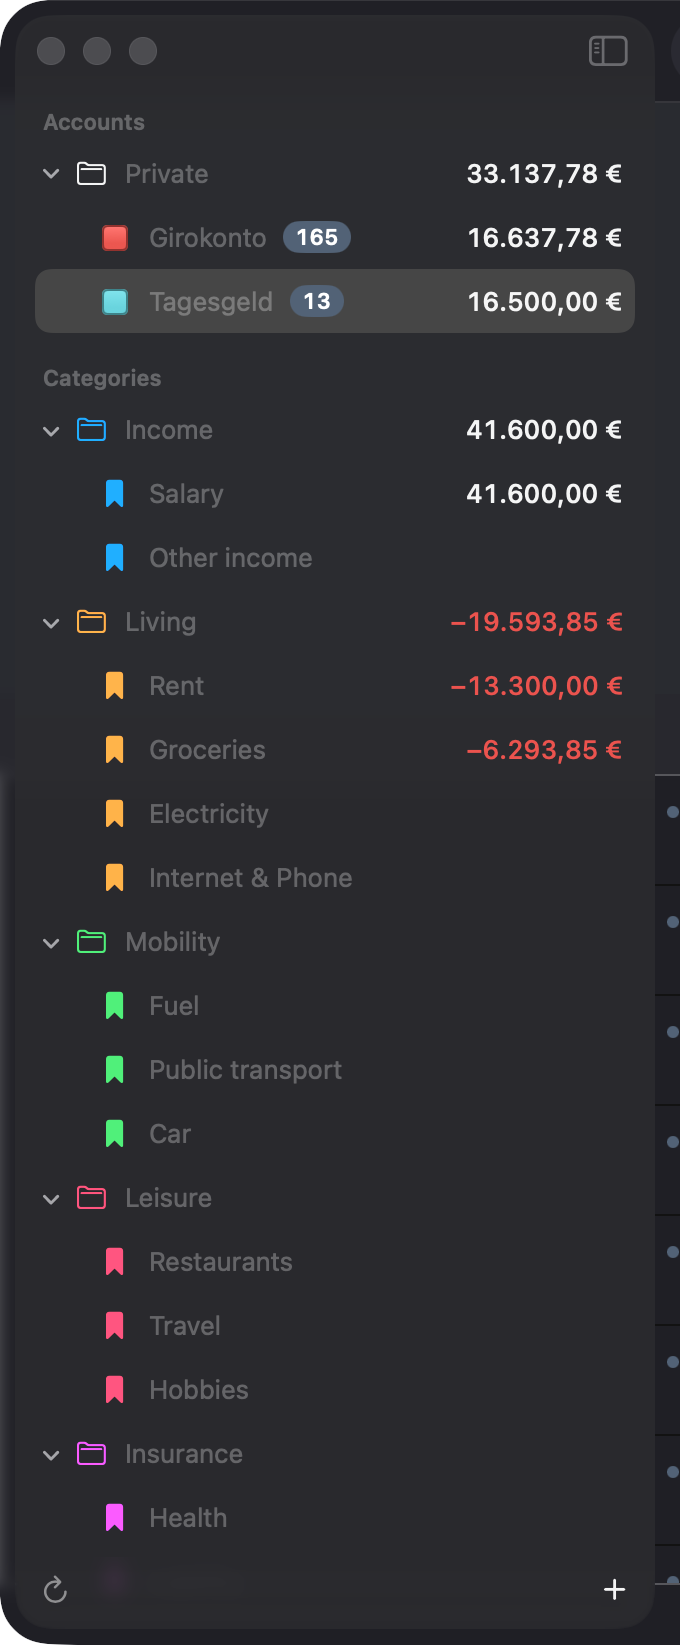 Accounts
Private 33.137,78 €
Girokonto 165 16.637,78 €
Tagesgeld 13 16.500,00 €
Categories
Income 41.600,00 €
Salary 41.600,00 €
Other income
Living –19.593,85 €
Rent –13.300,00 €
Groceries –6.293,85 €
Electricity
Internet & Phone
Mobility
Fuel
Public transport
Car
Leisure
Restaurants
Travel
Hobbies
Insurance
Health